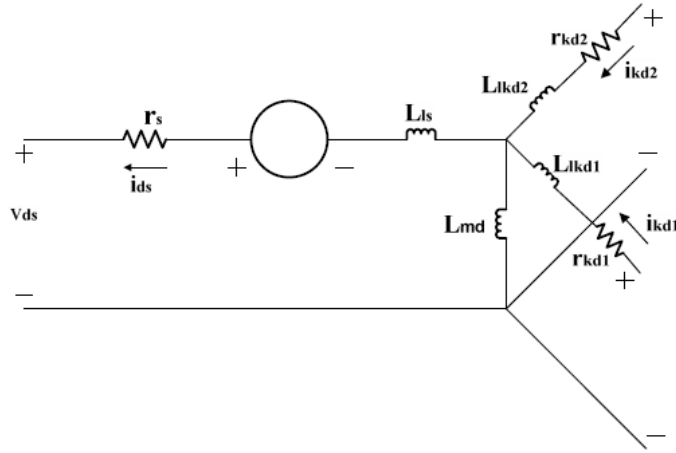 rkd2
+
ikd2
Llkd2
rs
Lls
+
+
−
−
ids
Llkd1
Vds
Lmd
ikd1
rkd1
+
−
−